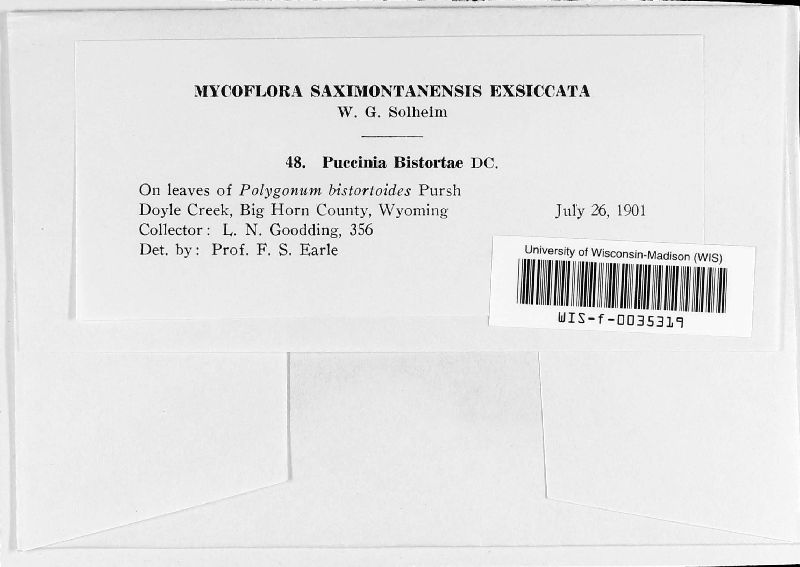 MYCOFLORA SAXIMONTANENSIS EXSICCATA
W. G. Solheim
48. Puccinia Bistortae DC.
On leaves of Polygonum bistortoides Pursh
Doyle Creek, Big Horn County, Wyoming July 26, 1901
Collector: L. N. Goodding, 356
Det. by: Prof. F. S. Earle
University of Wisconsin-Madison (WIS)
WIS-f-0035319